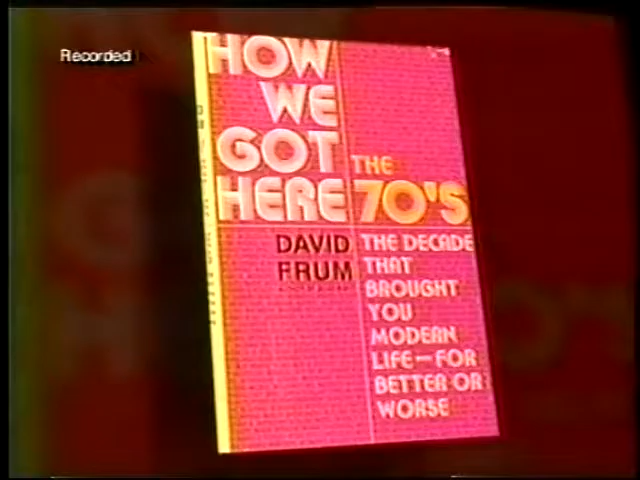 Recorded
HOW
WE
GOT
HERE
THE
70'S
DAVID
FRUM
THE DECADE
THAT
BROUGHT
YOU
MODERN
LIFE—FOR
BETTER OR
WORSE